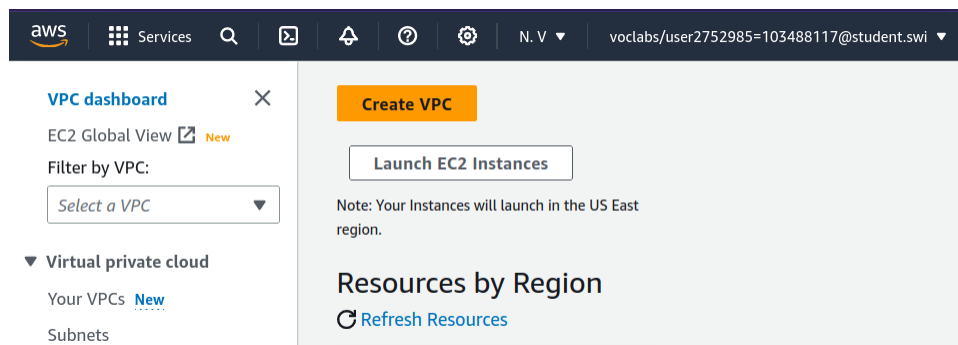 aws
Services
N. V
voclabs/user2752985=103488117@student.swi
VPC dashboard
EC2 Global View New
Filter by VPC:
Select a VPC
Virtual private cloud
Your VPCs New
Subnets
Create VPC
Launch EC2 Instances
Note: Your Instances will launch in the US East
region.
Resources by Region
Refresh Resources